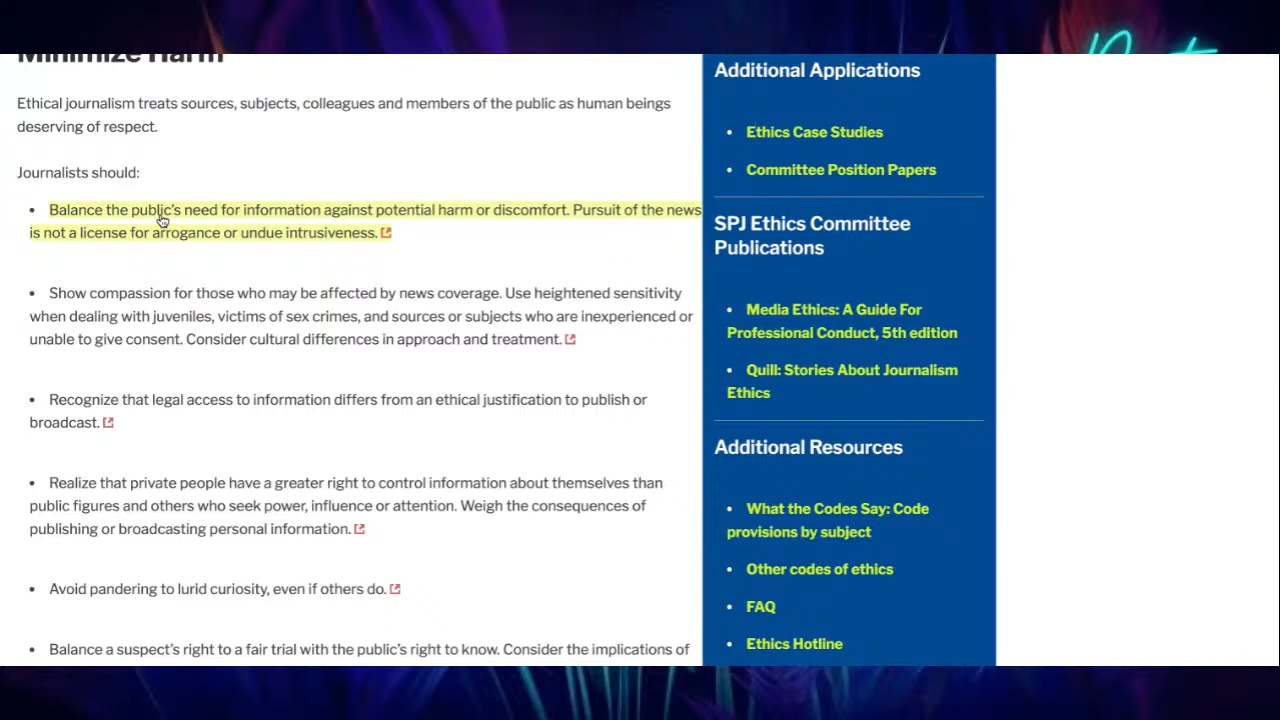 Minimize Harm
Ethical journalism treats sources, subjects, colleagues and members of the public as human beings
deserving of respect.
Journalists should:
• Balance the public's need for information against potential harm or discomfort. Pursuit of the news
is not a license for arrogance or undue intrusiveness.
• Show compassion for those who may be affected by news coverage. Use heightened sensitivity
when dealing with juveniles, victims of sex crimes, and sources or subjects who are inexperienced or
unable to give consent. Consider cultural differences in approach and treatment.
• Recognize that legal access to information differs from an ethical justification to publish or
broadcast.
• Realize that private people have a greater right to control information about themselves than
public figures and others who seek power, influence or attention. Weigh the consequences of
publishing or broadcasting personal information.
• Avoid pandering to lurid curiosity, even if others do.
• Balance a suspect's right to a fair trial with the public's right to know. Consider the implications of
Additional Applications
• Ethics Case Studies
• Committee Position Papers
SPJ Ethics Committee
Publications
• Media Ethics: A Guide For
Professional Conduct, 5th edition
• Quill: Stories About Journalism
Ethics
Additional Resources
• What the Codes Say: Code
provisions by subject
• Other codes of ethics
• FAQ
• Ethics Hotline